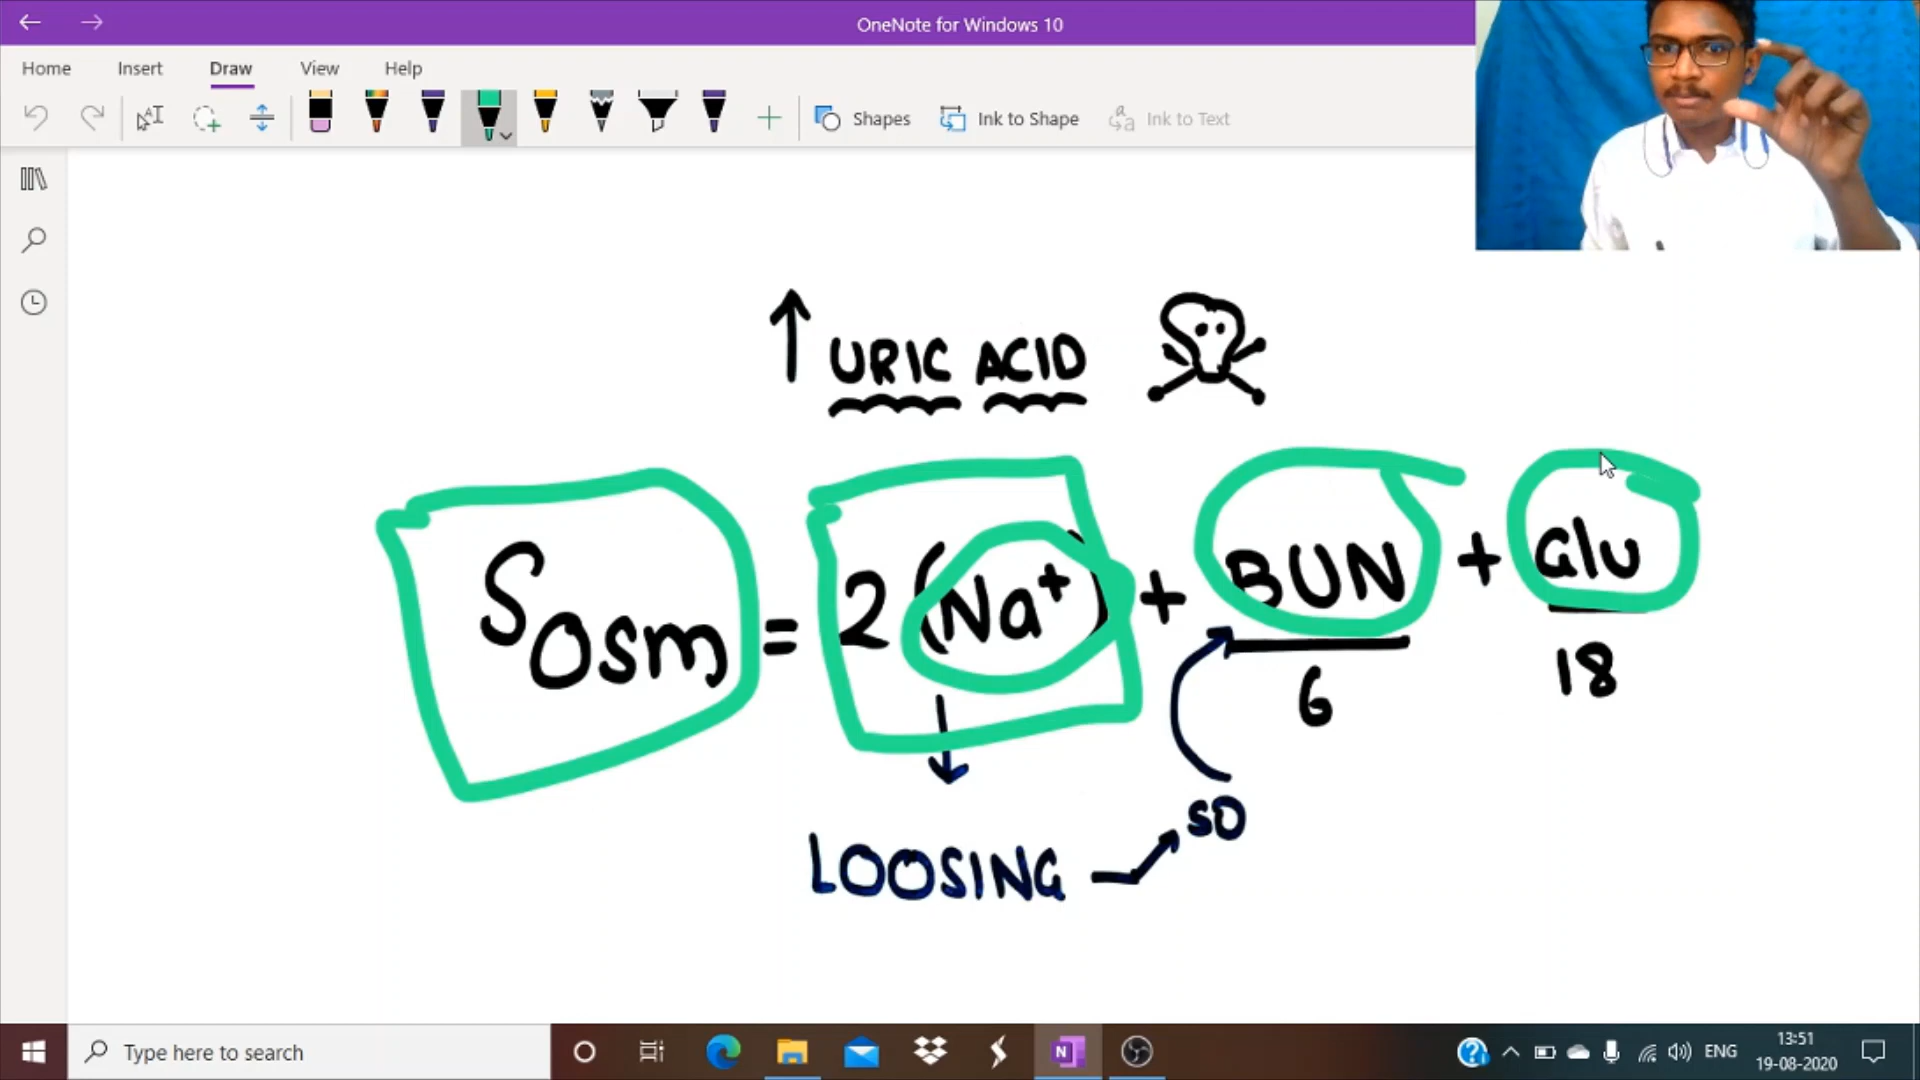 OneNote for Windows 10
Home Insert Draw View Help
Shapes Ink to Shape Ink to Text
↑ URIC ACID
SOsm = 2 (Na+) + BUN/6 + Glu/18
LOOSING → SO
Type here to search
ENG
13:51
19-08-2020